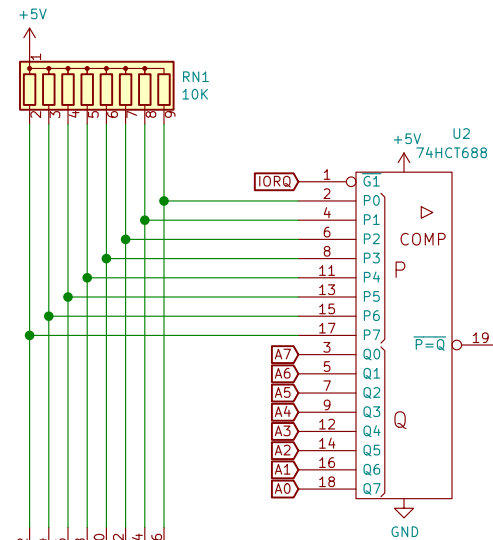 +5V
1
RN1
10K
2 3 4 5 6 7 8 9
+5V
U2
74HCT688
IORQ 1 G1
2 P0
4 P1
6 P2
8 P3
11 P4
13 P5
15 P6
17 P7
COMP
P
A7 3 Q0
A6 5 Q1
A5 7 Q2
A4 9 Q3
A3 12 Q4
A2 14 Q5
A1 16 Q6
A0 18 Q7
Q
P=Q 19
GND